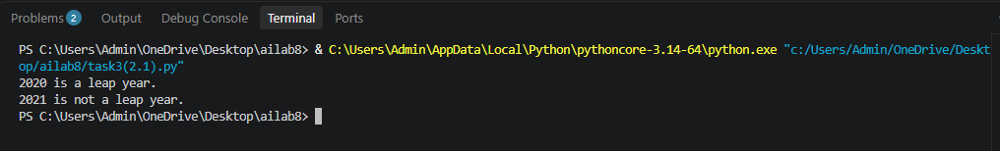 Problems 2 Output Debug Console Terminal Ports
PS C:\Users\Admin\OneDrive\Desktop\ailab8> & C:\Users\Admin\AppData\Local\Python\pythoncore-3.14-64\python.exe "c:/Users/Admin/OneDrive/Deskt
op/ailab8/task3(2.1).py"
2020 is a leap year.
2021 is not a leap year.
PS C:\Users\Admin\OneDrive\Desktop\ailab8>